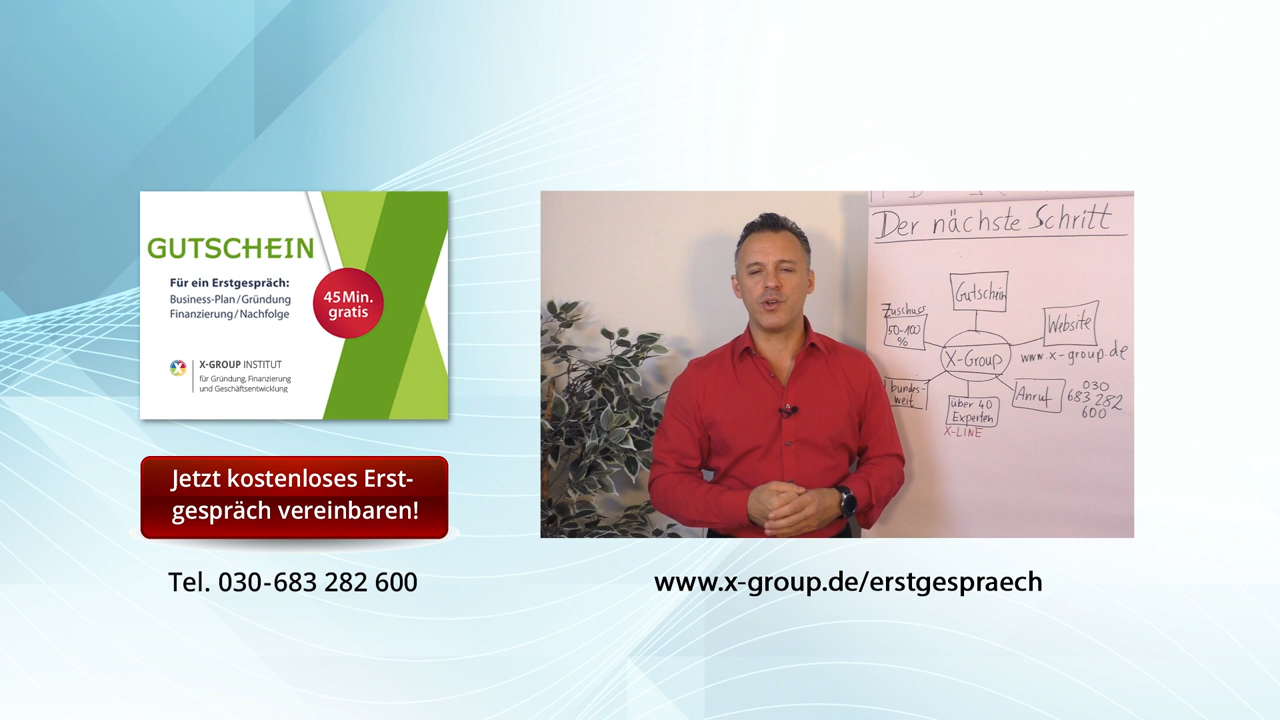 GUTSCHEIN
Für ein Erstgespräch:
Business-Plan/Gründung
Finanzierung/Nachfolge
45 Min.
gratis
X-GROUP INSTITUT
für Gründung, Finanzierung
und Geschäftsentwicklung
Jetzt kostenloses Erst-
gespräch vereinbaren!
Tel. 030-683 282 600
Der nächste Schritt
Gutschein
Zuschuss
50-100
%
Website
www.x-group.de
X-Group
bundes-
weit
über 40
Experten
X-LINE
Anruf
030
683 282
600
www.x-group.de/erstgespraech